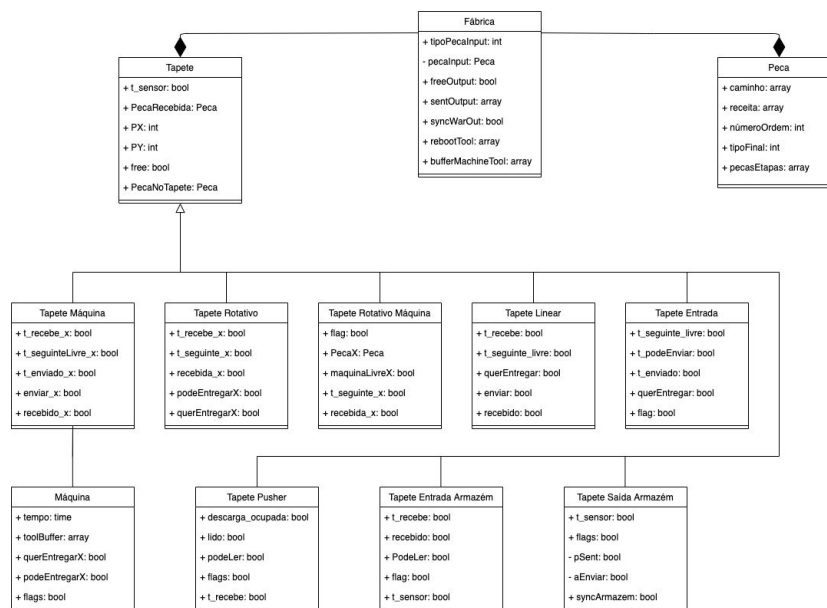 Fábrica
+ tipoPecaInput: int
- pecaInput: Peca
+ freeOutput: bool
+ sentOutput: array
+ syncWarOut: bool
+ rebootTool: array
+ bufferMachineTool: array
Tapete
+ t_sensor: bool
+ PecaRecebida: Peca
+ PX: int
+ PY: int
+ free: bool
+ PecaNoTapete: Peca
Peca
+ caminho: array
+ receita: array
+ númeroOrdem: int
+ tipoFinal: int
+ pecasEtapas: array
Tapete Máquina
+ t_recebe_x: bool
+ t_seguinteLivre_x: bool
+ t_enviado_x: bool
+ enviar_x: bool
+ recebido_x: bool
Tapete Rotativo
+ t_recebe_x: bool
+ t_seguinte_x: bool
+ recebida_x: bool
+ podeEntregarX: bool
+ querEntregarX: bool
Tapete Rotativo Máquina
+ flag: bool
+ PecaX: Peca
+ maquinaLivreX: bool
+ t_seguinte_x: bool
+ recebida_x: bool
Tapete Linear
+ t_recebe: bool
+ t_seguinte_livre: bool
+ querEntregar: bool
+ enviar: bool
+ recebido: bool
Tapete Entrada
+ t_seguinte_livre: bool
+ t_podeEnviar: bool
+ t_enviado: bool
+ querEntregar: bool
+ flag: bool
Máquina
+ tempo: time
+ toolBuffer: array
+ querEntregarX: bool
+ podeEntregarX: bool
+ flags: bool
Tapete Pusher
+ descarga_ocupada: bool
+ lido: bool
+ podeLer: bool
+ flags: bool
+ t_recebe: bool
Tapete Entrada Armazém
+ t_recebe: bool
+ recebido: bool
+ PodeLer: bool
+ flag: bool
+ t_sensor: bool
Tapete Saída Armazém
+ t_sensor: bool
+ flags: bool
- pSent: bool
- aEnviar: bool
+ syncArmazem: bool